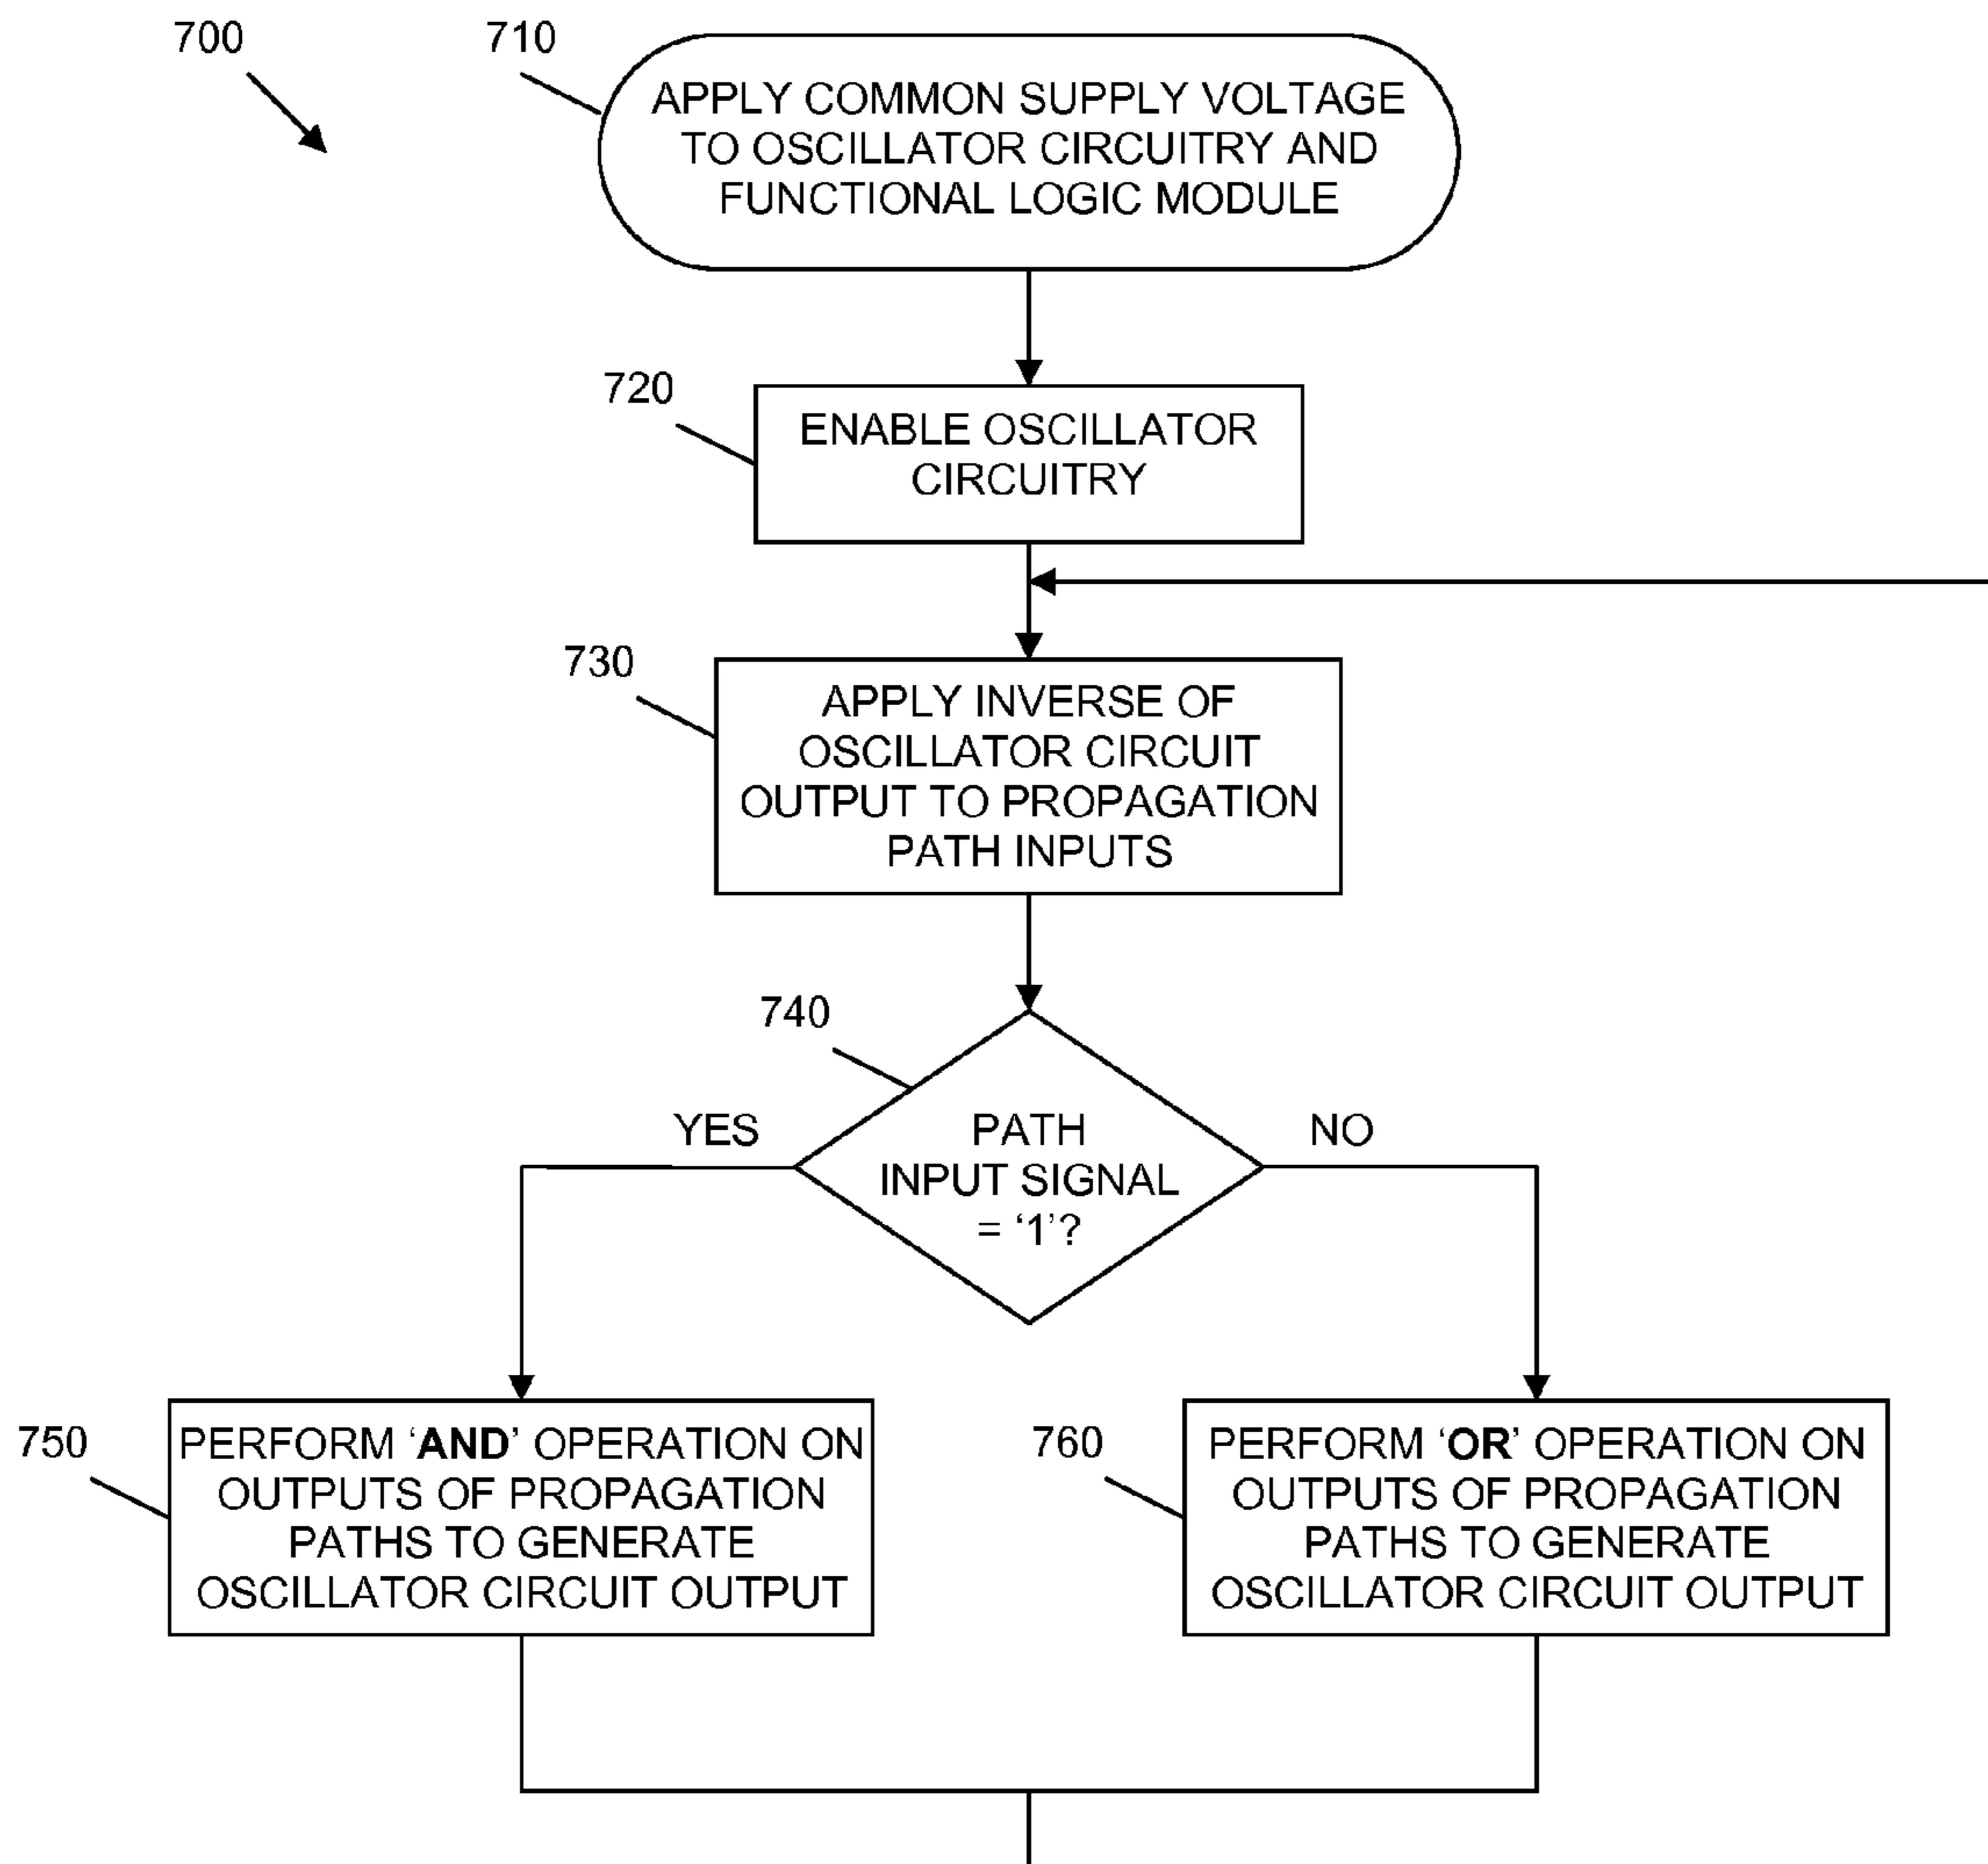 700
710
APPLY COMMON SUPPLY VOLTAGE
TO OSCILLATOR CIRCUITRY AND
FUNCTIONAL LOGIC MODULE
720
ENABLE OSCILLATOR
CIRCUITRY
730
APPLY INVERSE OF
OSCILLATOR CIRCUIT
OUTPUT TO PROPAGATION
PATH INPUTS
740
YES
PATH
INPUT SIGNAL
= ‘1’?
NO
750
PERFORM ‘AND’ OPERATION ON
OUTPUTS OF PROPAGATION
PATHS TO GENERATE
OSCILLATOR CIRCUIT OUTPUT
760
PERFORM ‘OR’ OPERATION ON
OUTPUTS OF PROPAGATION
PATHS TO GENERATE
OSCILLATOR CIRCUIT OUTPUT